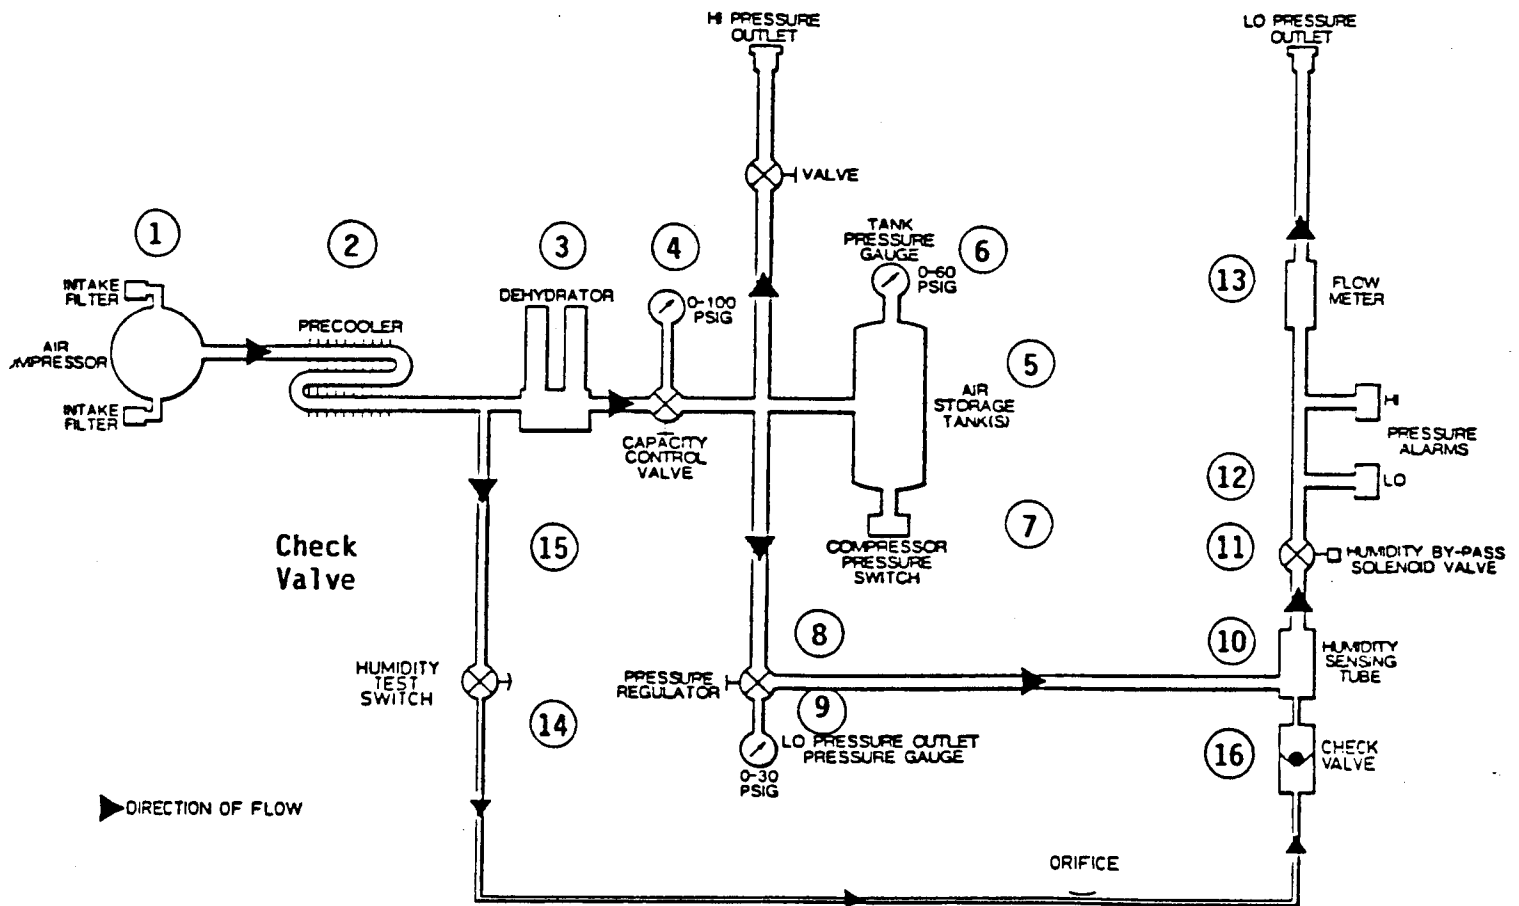 HI PRESSURE
OUTLET
LO PRESSURE
OUTLET
VALVE
1
2
3
4
TANK
PRESSURE
GAUGE
0-60
PSIG
6
13
FLOW
METER
INTAKE
FILTER
DEHYDRATOR
0-100
PSIG
PRECOOLER
AIR
OMPRESSOR
5
AIR
STORAGE
TANK(S)
INTAKE
FILTER
CAPACITY
CONTROL
VALVE
HI
PRESSURE
ALARMS
LO
12
7
Check
Valve
15
COMPRESSOR
PRESSURE
SWITCH
11
HUMIDITY BY-PASS
SOLENOID VALVE
8
10
HUMIDITY
SENSING
TUBE
HUMIDITY
TEST
SWITCH
PRESSURE
REGULATOR
9
14
LO PRESSURE OUTLET
PRESSURE GAUGE
0-30
PSIG
16
CHECK
VALVE
DIRECTION OF FLOW
ORIFICE